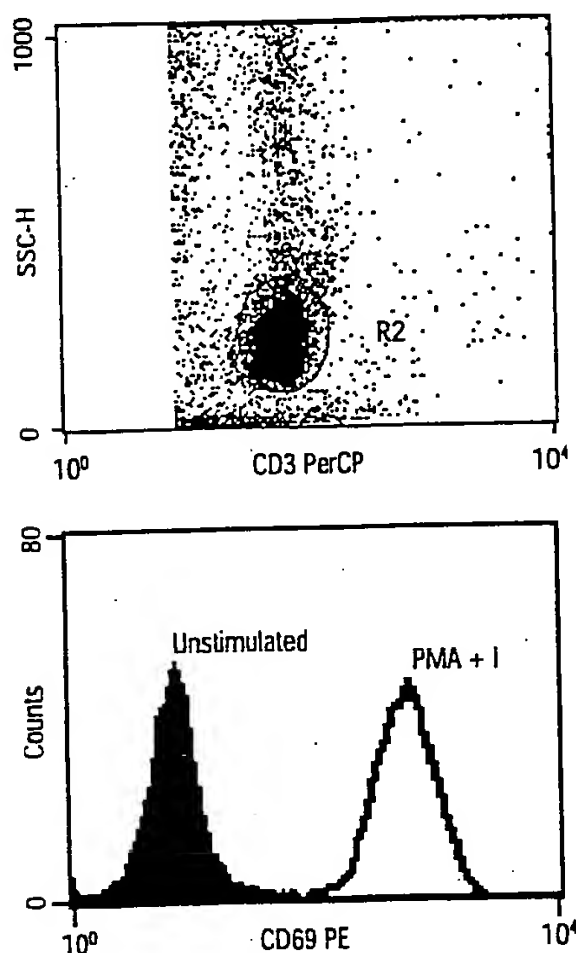 1000
SSC-H
R2
0
10⁰
CD3 PerCP
10⁴
80
Unstimulated
PMA + I
Counts
0
10⁰
CD69 PE
10⁴